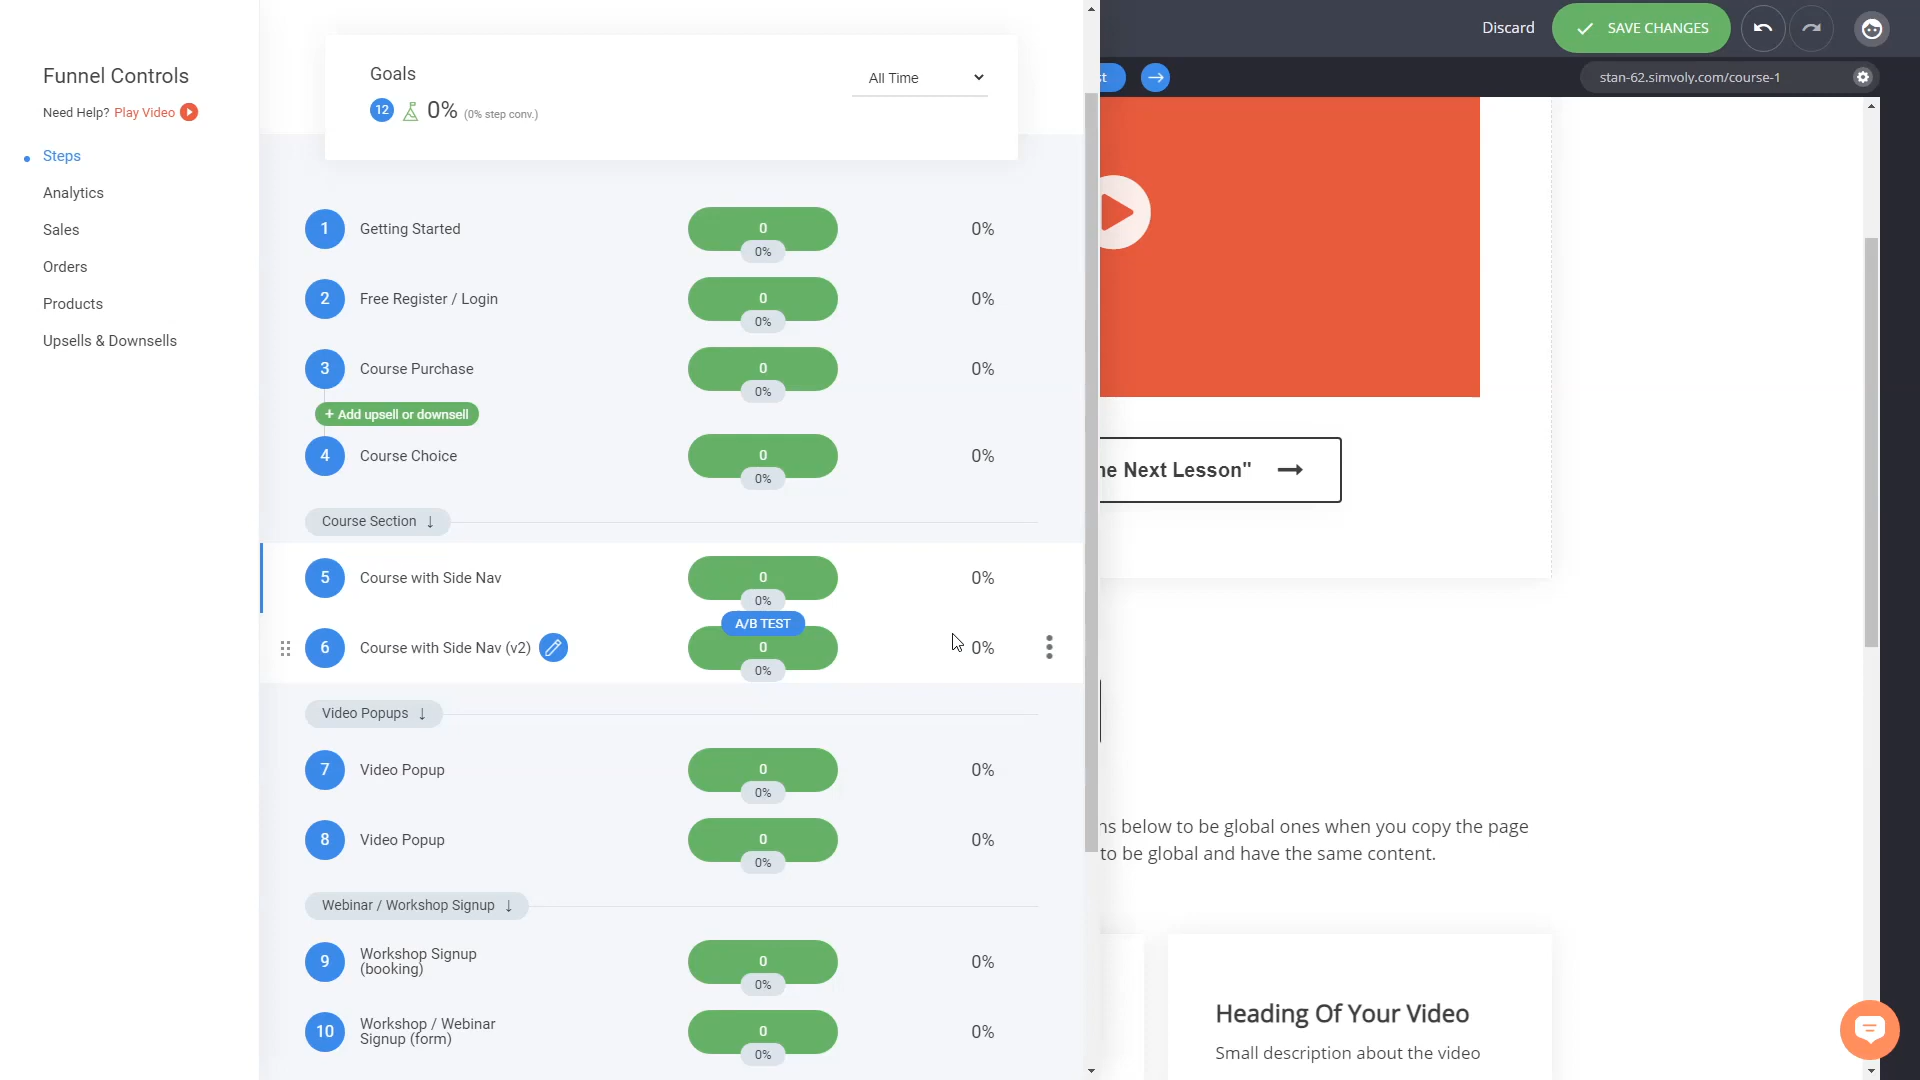 Funnel Controls
Need Help? Play Video
Steps
Analytics
Sales
Orders
Products
Upsells & Downsells
Goals
All Time
12 0% (0% step conv.)
1 Getting Started 0 0%
0%
2 Free Register / Login 0 0%
0%
3 Course Purchase 0 0%
0%
+ Add upsell or downsell
4 Course Choice 0 0%
0%
Course Section ↓
5 Course with Side Nav 0 0%
0%
A/B TEST
6 Course with Side Nav (v2) 0 0%
0%
Video Popups ↓
7 Video Popup 0 0%
0%
8 Video Popup 0 0%
0%
Webinar / Workshop Signup ↓
9 Workshop Signup
(booking) 0 0%
0%
10 Workshop / Webinar
Signup (form) 0 0%
0%
Discard
SAVE CHANGES
stan-62.simvoly.com/course-1
Next Lesson" →
below to be global ones when you copy the page
to be global and have the same content.
Heading Of Your Video
Small description about the video